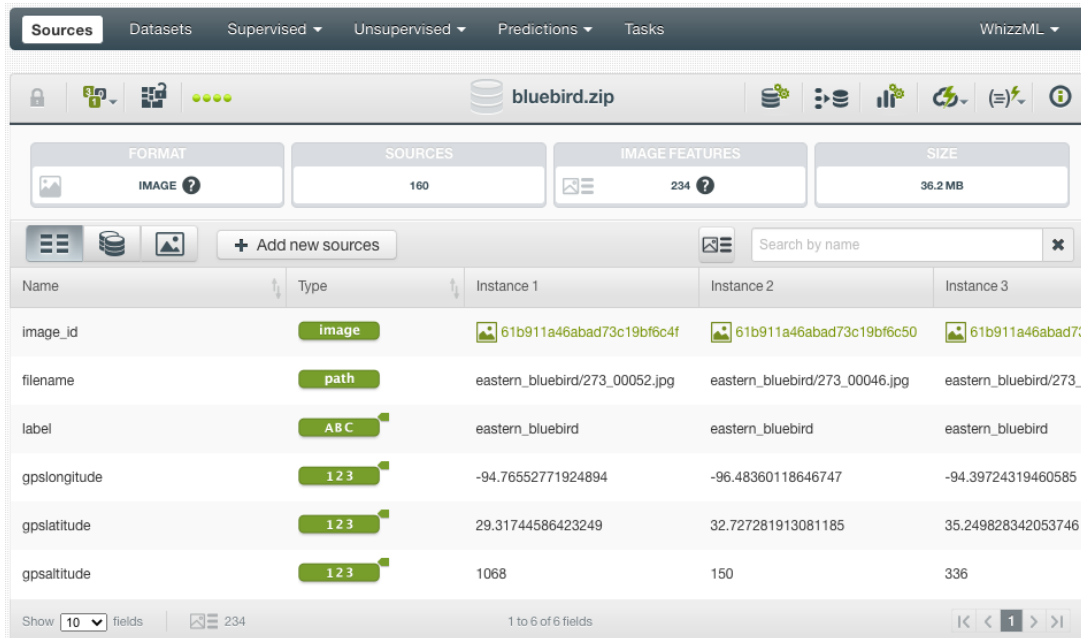 Sources Datasets Supervised Unsupervised Predictions Tasks WhizzML
bluebird.zip
FORMAT SOURCES IMAGE FEATURES SIZE
IMAGE ? 160 234 ? 36.2 MB
+ Add new sources Search by name
Name Type Instance 1 Instance 2 Instance 3
image_id image 61b911a46abad73c19bf6c4f 61b911a46abad73c19bf6c50 61b911a46abad73
filename path eastern_bluebird/273_00052.jpg eastern_bluebird/273_00046.jpg eastern_bluebird/273_
label ABC eastern_bluebird eastern_bluebird eastern_bluebird
gpslongitude 123 -94.76552771924894 -96.48360118646747 -94.39724319460585
gpslatitude 123 29.31744586423249 32.727281913081185 35.249828342053746
gpsaltitude 123 1068 150 336
Show 10 fields 234 1 to 6 of 6 fields 1